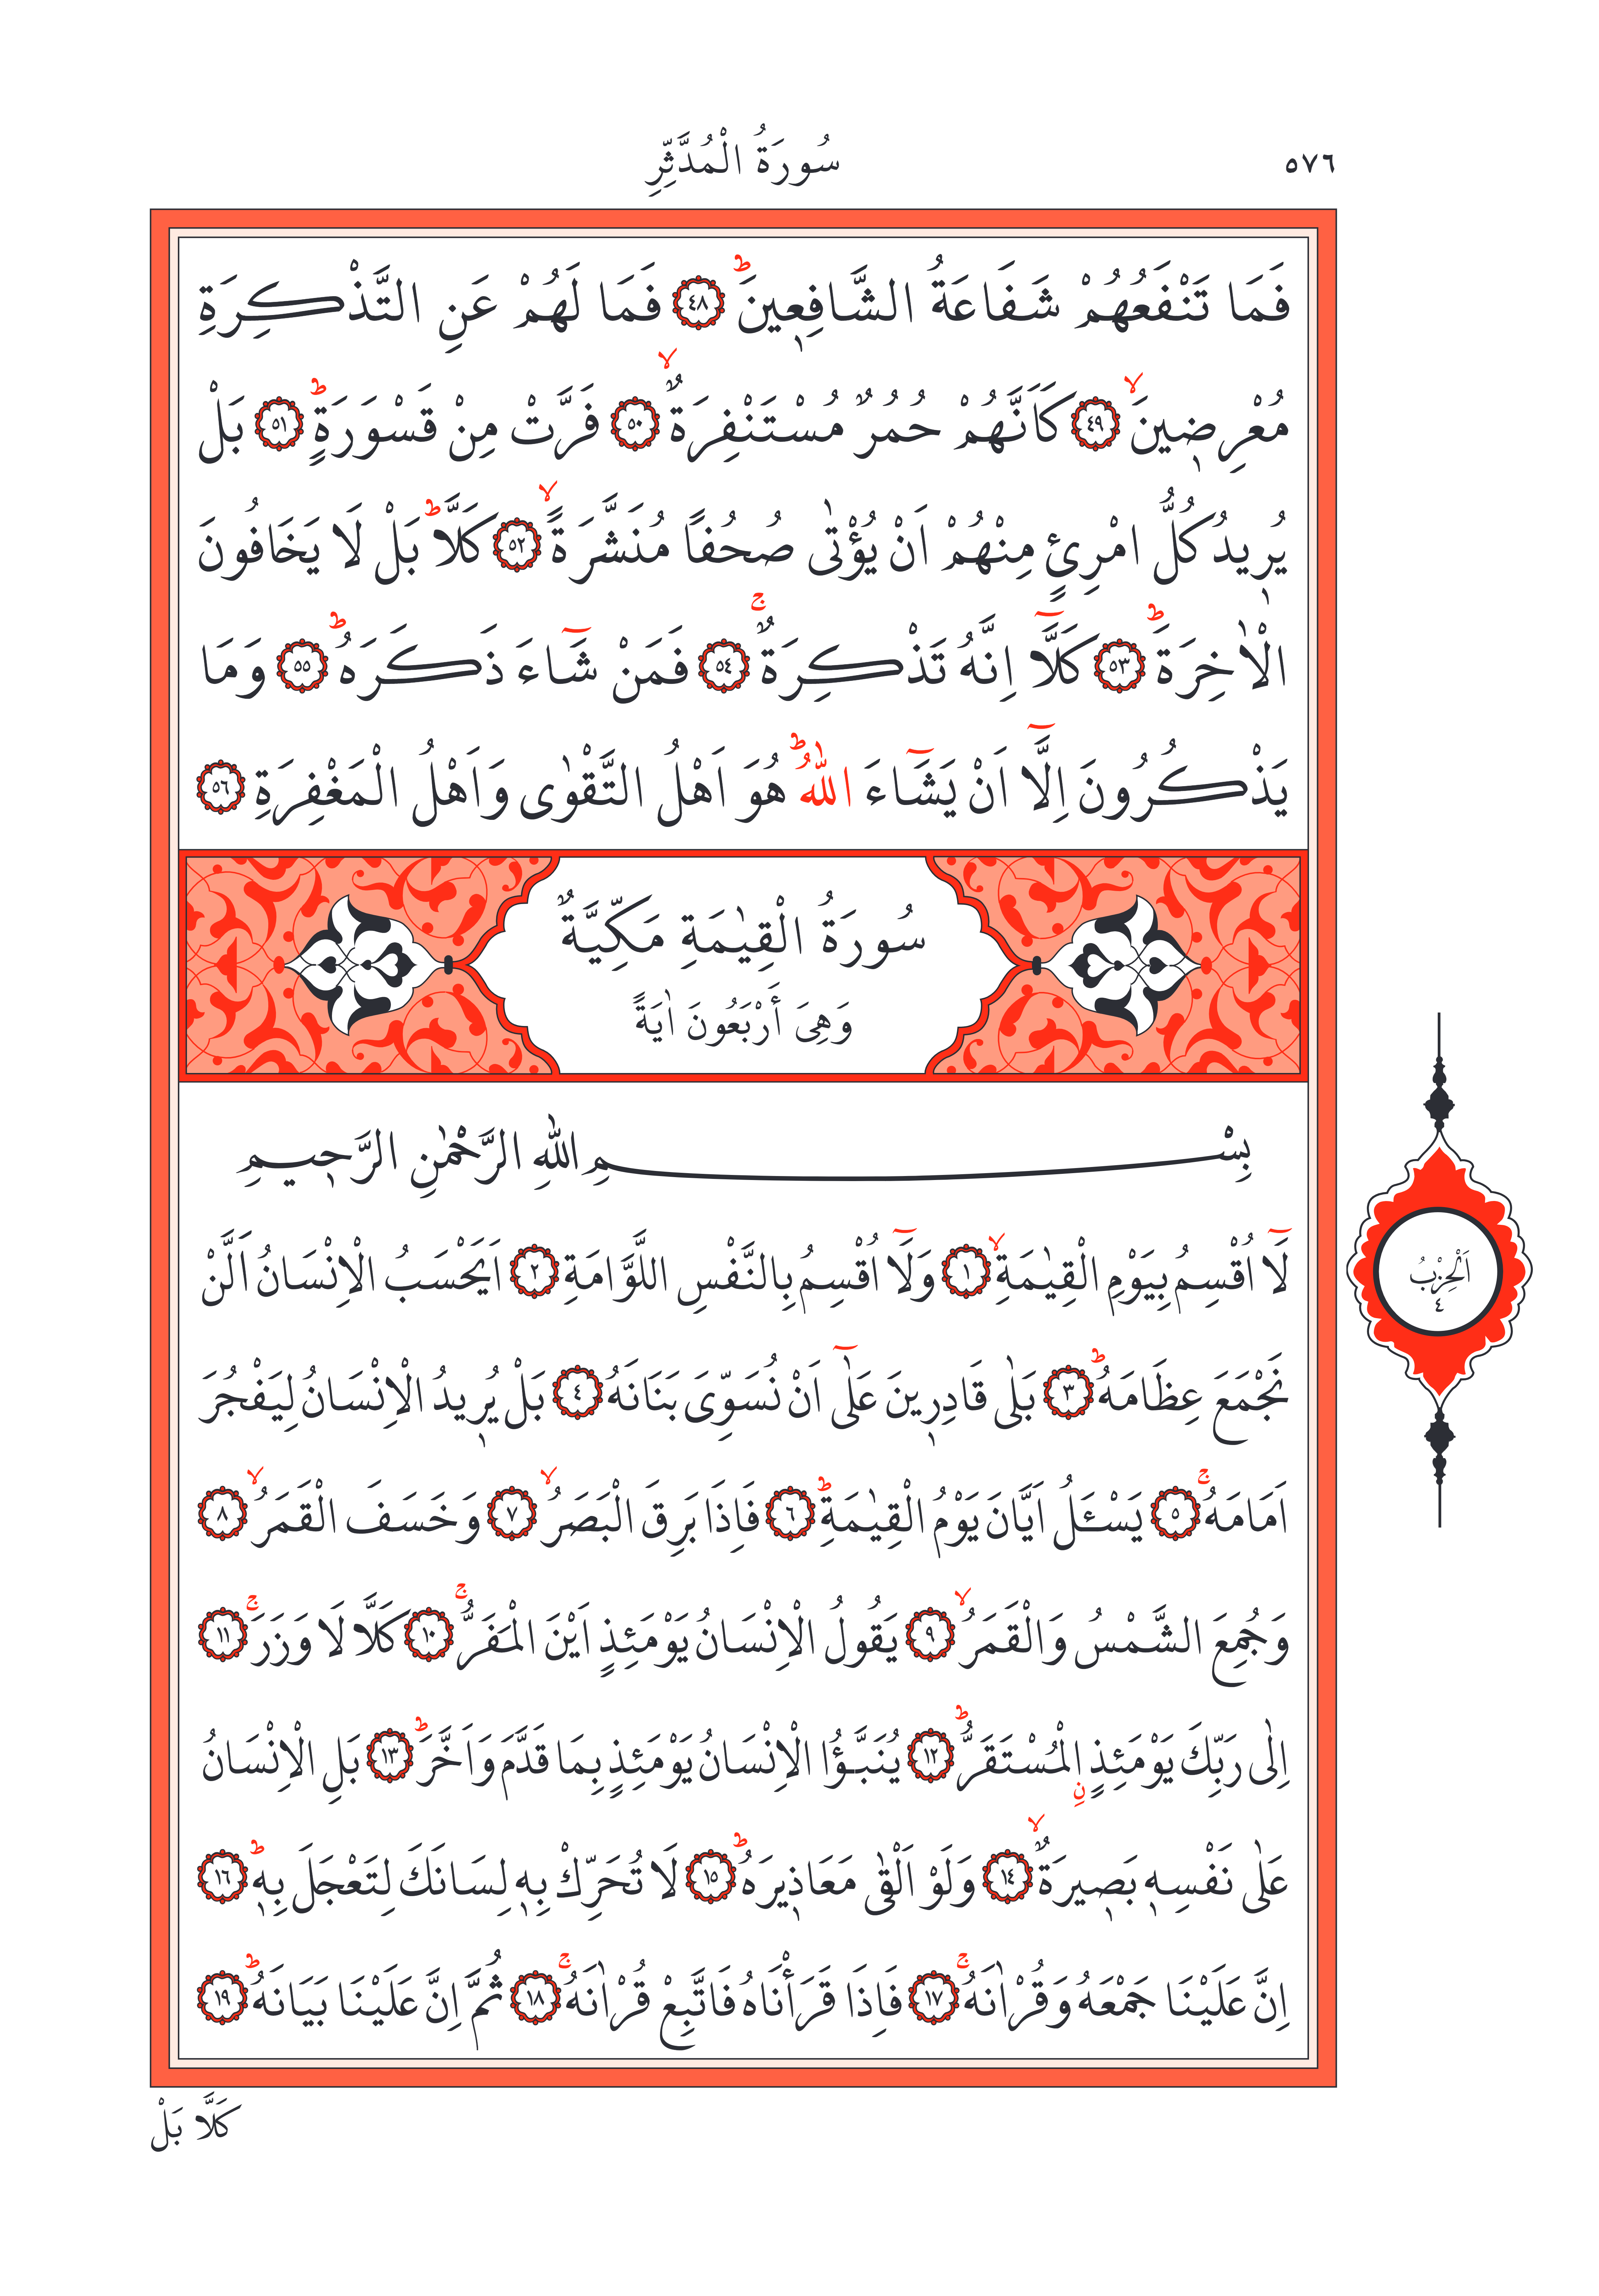 ٥٧٦
سُورَةُ الْمُدَّثِّرِ
فَمَا تَنْفَعُهُمْ شَفَاعَةُ الشَّافِعٖينَۜ ﴿٤٨﴾ فَمَا لَهُمْ عَنِ التَّذْكِرَةِ
مُعْرِضٖينَۙ ﴿٤٩﴾ كَاَنَّهُمْ حُمُرٌ مُسْتَنْفِرَةٌۙ ﴿٥٠﴾ فَرَّتْ مِنْ قَسْوَرَةٍۜ ﴿٥١﴾ بَلْ
يُرٖيدُ كُلُّ امْرِئٍ مِنْهُمْ اَنْ يُؤْتٰى صُحُفاً مُنَشَّرَةًۙ ﴿٥٢﴾ كَلَّاۜ بَلْ لَا يَخَافُونَ
الْاٰخِرَةَۜ ﴿٥٣﴾ كَلَّٓا اِنَّهُ تَذْكِرَةٌۚ ﴿٥٤﴾ فَمَنْ شَٓاءَ ذَكَرَهُۜ ﴿٥٥﴾ وَمَا
يَذْكُرُونَ اِلَّٓا اَنْ يَشَٓاءَ اللّٰهُۜ هُوَ اَهْلُ التَّقْوٰى وَاَهْلُ الْمَغْفِرَةِ ﴿٥٦﴾
سُورَةُ الْقِيٰمَةِ مَكِّيَّةٌ
وَهِىَ أَرْبَعُونَ اٰيَةً
بِسْمِ اللّٰهِ الرَّحْمٰنِ الرَّحٖيمِ
لَٓا اُقْسِمُ بِيَوْمِ الْقِيٰمَةِۙ ﴿١﴾ وَلَٓا اُقْسِمُ بِالنَّفْسِ اللَّوَّامَةِ ﴿٢﴾ اَيَحْسَبُ الْاِنْسَانُ اَلَّنْ
نَجْمَعَ عِظَامَهُۜ ﴿٣﴾ بَلٰى قَادِرٖينَ عَلٰٓى اَنْ نُسَوِّىَ بَنَانَهُ ﴿٤﴾ بَلْ يُرٖيدُ الْاِنْسَانُ لِيَفْجُرَ
اَمَامَهُۚ ﴿٥﴾ يَسْـَٔلُ اَيَّانَ يَوْمُ الْقِيٰمَةِۜ ﴿٦﴾ فَاِذَا بَرِقَ الْبَصَرُۙ ﴿٧﴾ وَخَسَفَ الْقَمَرُۙ ﴿٨﴾
وَجُمِعَ الشَّمْسُ وَالْقَمَرُۙ ﴿٩﴾ يَقُولُ الْاِنْسَانُ يَوْمَئِذٍ اَيْنَ الْمَفَرُّۚ ﴿١٠﴾ كَلَّا لَا وَزَرَۚ ﴿١١﴾
اِلٰى رَبِّكَ يَوْمَئِذٍنِ الْمُسْتَقَرُّۜ ﴿١٢﴾ يُنَبَّؤُا الْاِنْسَانُ يَوْمَئِذٍ بِمَا قَدَّمَ وَاَخَّرَۜ ﴿١٣﴾ بَلِ الْاِنْسَانُ
عَلٰى نَفْسِهٖ بَصٖيرَةٌۙ ﴿١٤﴾ وَلَوْ اَلْقٰى مَعَاذٖيرَهُۜ ﴿١٥﴾ لَا تُحَرِّكْ بِهٖ لِسَانَكَ لِتَعْجَلَ بِهٖۜ ﴿١٦﴾
اِنَّ عَلَيْنَا جَمْعَهُ وَقُرْاٰنَهُۚ ﴿١٧﴾ فَاِذَا قَرَأْنَاهُ فَاتَّبِعْ قُرْاٰنَهُۚ ﴿١٨﴾ ثُمَّ اِنَّ عَلَيْنَا بَيَانَهُۜ ﴿١٩﴾
كَلَّا بَلْ
اَلْحِزْبُ
٤